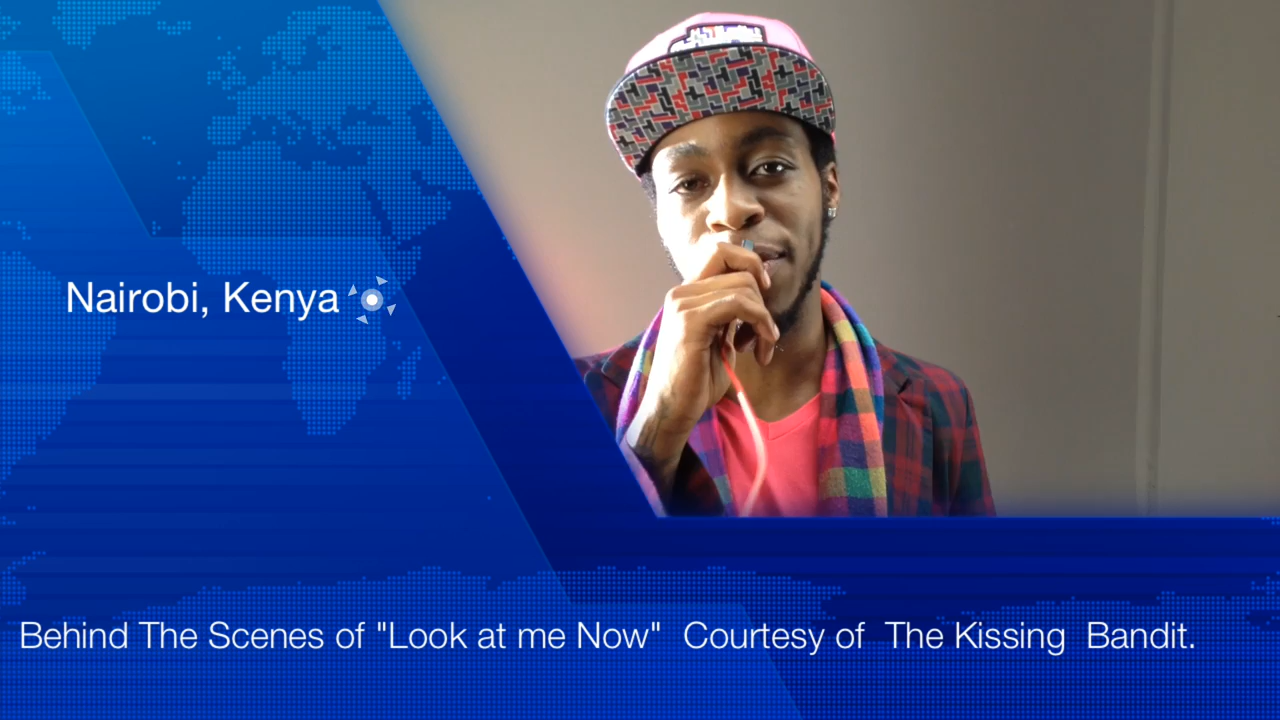 Nairobi, Kenya
Behind The Scenes of "Look at me Now"  Courtesy of  The Kissing  Bandit.